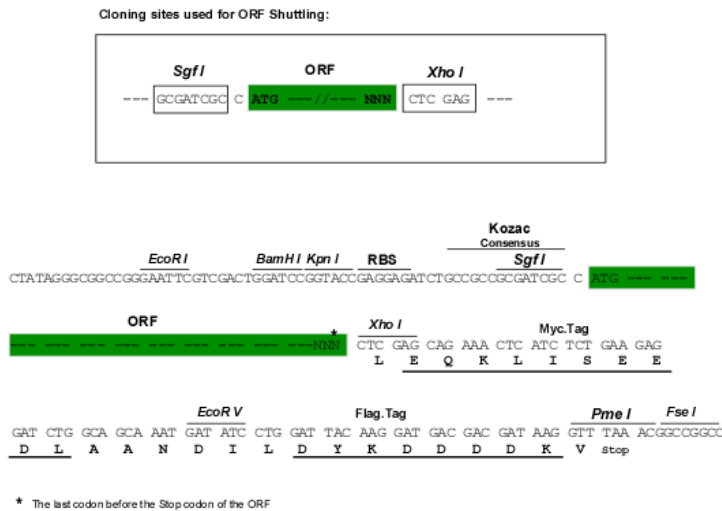 Cloning sites used for ORF Shuttling:
Sgf I ORF Xho I
--- GCGATCGC C ATG ---//--- NNN CTC GAG ---
Kozac
Consensus
EcoR I BamH I Kpn I RBS Sgf I
CTATAGGGCGGCCGGGAATTCGTCGACTGGATCCGGTACCGAGGAGATCTGCCGCCGCGATCGC C ATG --- ---
ORF Xho I Myc.Tag
*
--- --- --- --- --- --- --- --- --- --- --- ---NNN CTC GAG CAG AAA CTC ATC TCT GAA GAG
L E Q K L I S E E
EcoR V Flag.Tag Pme I Fse I
GAT CTG GCA GCA AAT GAT ATC CTG GAT TAC AAG GAT GAC GAC GAT AAG GTT TAA ACGGCCGGCC
D L A A N D I L D Y K D D D D K V Stop
* The last codon before the Stop codon of the ORF